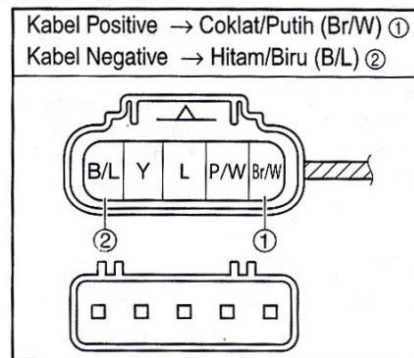 Kabel Positive → Coklat/Putih (Br/W) ①
Kabel Negative → Hitam/Biru (B/L) ②
B/L Y L P/W Br/W
② ①